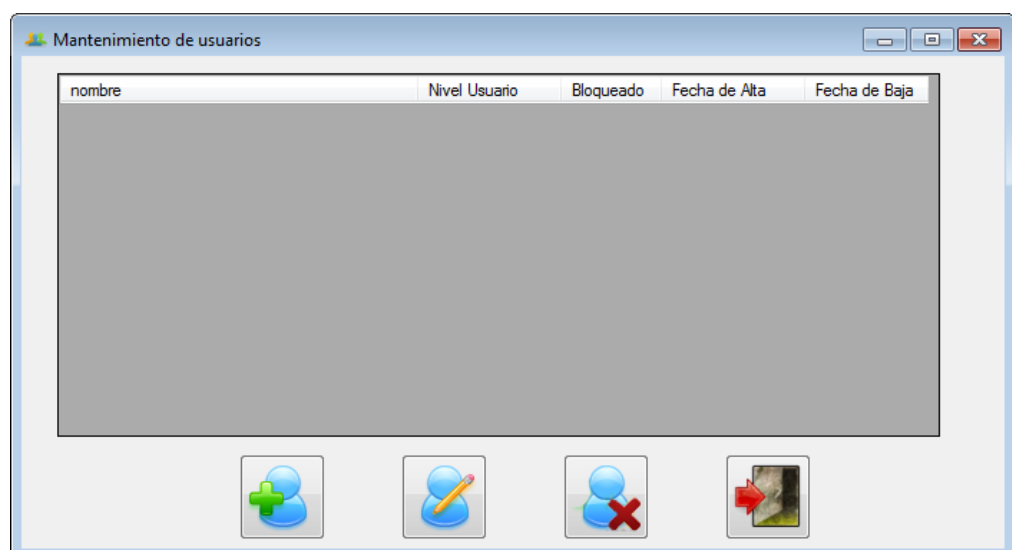 Mantenimiento de usuarios
nombre Nivel Usuario Bloqueado Fecha de Alta Fecha de Baja